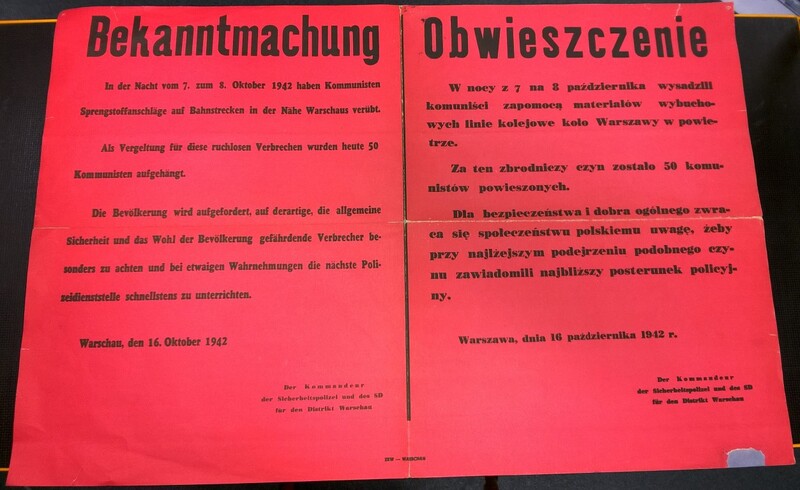 Bekanntmachung
In der Nacht vom 7. zum 8. Oktober 1942 haben Kommunisten
Sprengstoffanschläge auf Bahnstrecken in der Nähe Warschaus verübt.
Als Vergeltung für diese ruchlosen Verbrechen wurden heute 50
Kommunisten aufgehängt.
Die Bevölkerung wird aufgefordert, auf derartige, die allgemeine
Sicherheit und das Wohl der Bevölkerung gefährdende Verbrecher be-
sonders zu achten und bei etwaigen Wahrnehmungen die nächste Poli-
zeidienststelle schnellstens zu unterrichten.
Warschau, den 16. Oktober 1942
Der Kommandeur
der Sicherheitspolizei und des SD
für den Distrikt Warschau
Obwieszczenie
W nocy z 7 na 8 października wysadzili
komuniści zapomocą materiałów wybucho-
wych linie kolejowe koło Warszawy w powie-
trze.
Za ten zbrodniczy czyn zostało 50 komu-
nistów powieszonych.
Dla bezpieczeństwa i dobra ogólnego zwra-
ca się społeczeństwu polskiemu uwagę, żeby
przy najlżejszym podejrzeniu podobnego czy-
nu zawiadomili najbliższy posterunek policyj-
ny.
Warszawa, dnia 16 października 1942 r.
Der Kommandeur
der Sicherheitspolizei und des SD
für den Distrikt Warschau